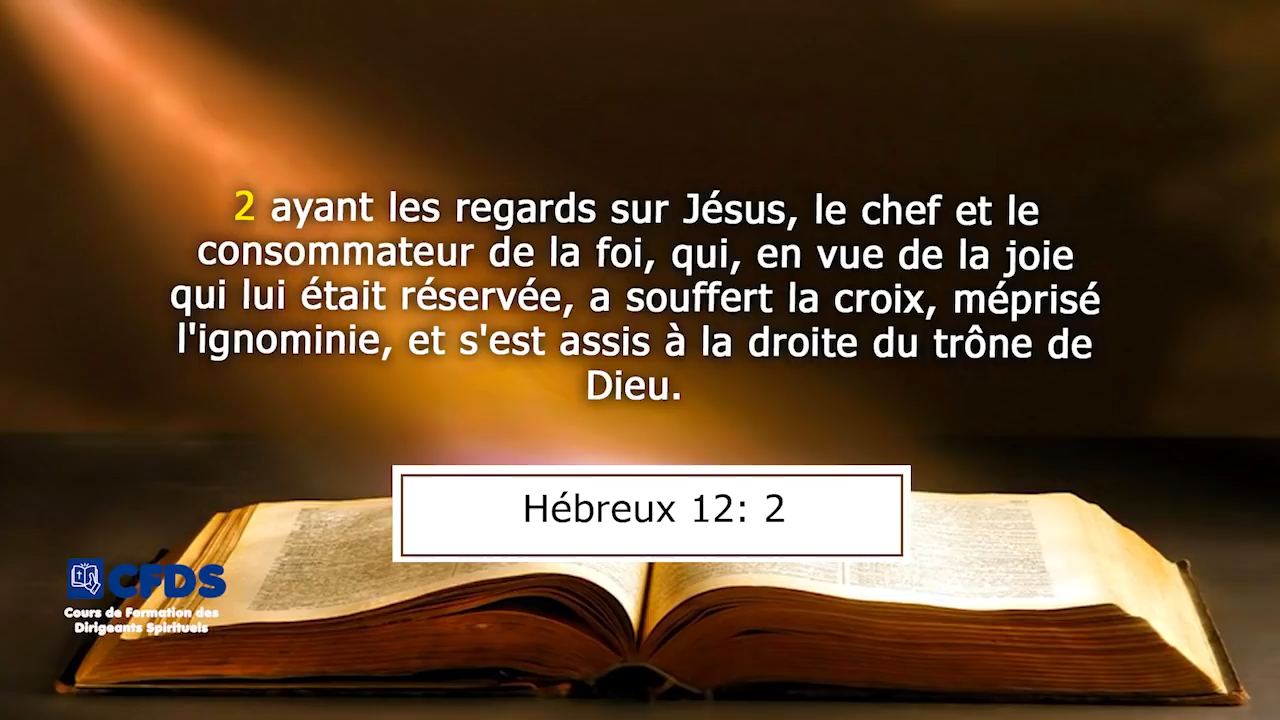 2 ayant les regards sur Jésus, le chef et le
consommateur de la foi, qui, en vue de la joie
qui lui était réservée, a souffert la croix, méprisé
l'ignominie, et s'est assis à la droite du trône de
Dieu.
Hébreux 12: 2
CFDS
Cours de Formation des
Dirigeants Spirituels